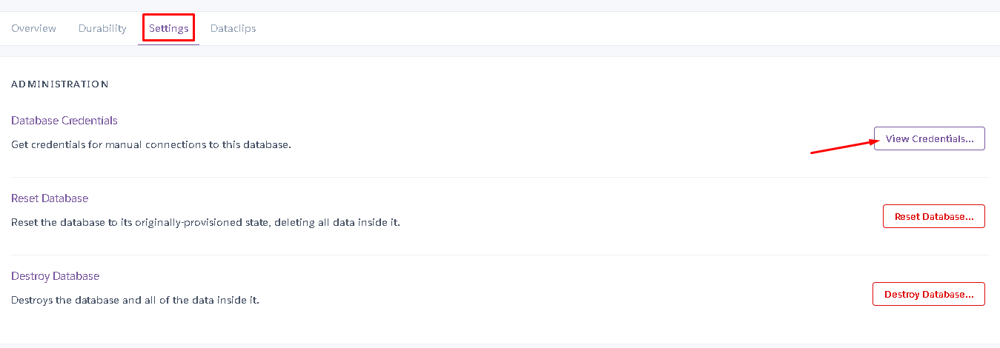 Overview Durability Settings Dataclips
ADMINISTRATION
Database Credentials
Get credentials for manual connections to this database.
View Credentials...
Reset Database
Reset the database to its originally-provisioned state, deleting all data inside it.
Reset Database...
Destroy Database
Destroys the database and all of the data inside it.
Destroy Database...